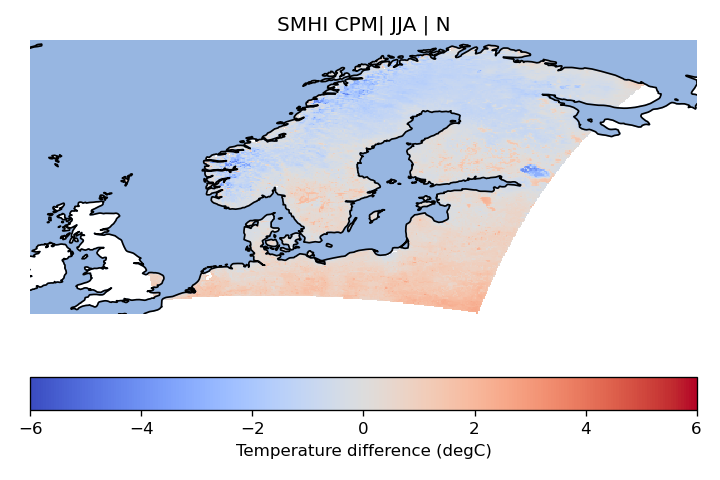 SMHI CPM| JJA | N
−6 −4 −2 0 2 4 6
Temperature difference (degC)